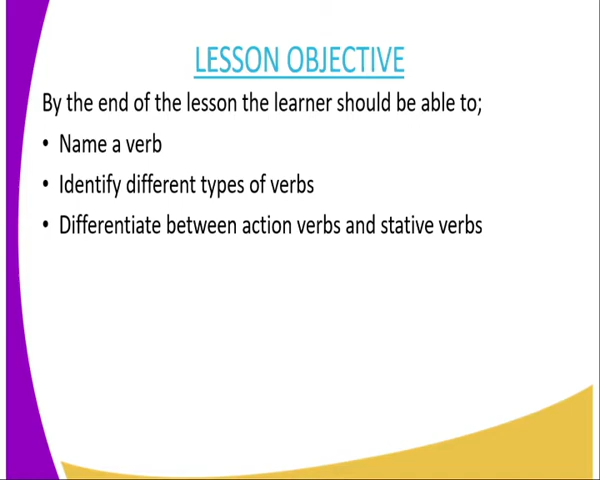 LESSON OBJECTIVE
By the end of the lesson the learner should be able to;
• Name a verb
• Identify different types of verbs
• Differentiate between action verbs and stative verbs